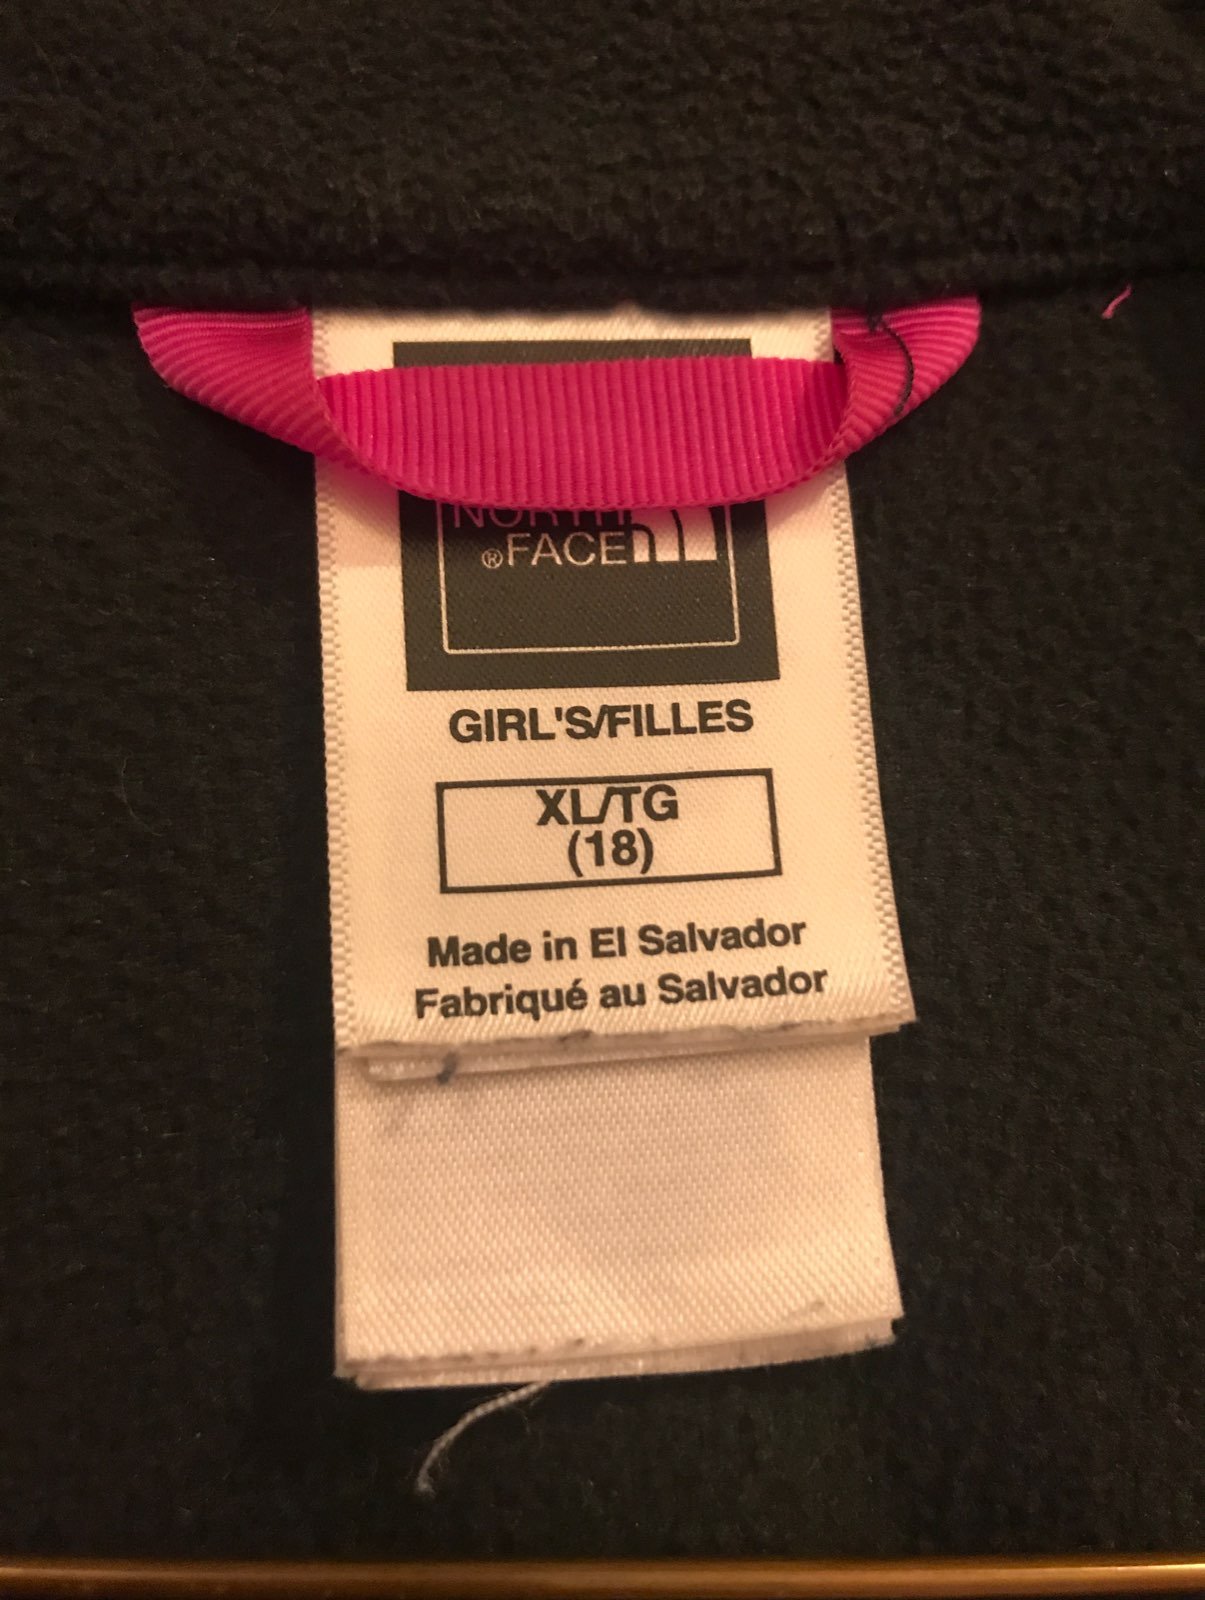 NORTH
®FACE
GIRL'S/FILLES
XL/TG
(18)
Made in El Salvador
Fabriqué au Salvador